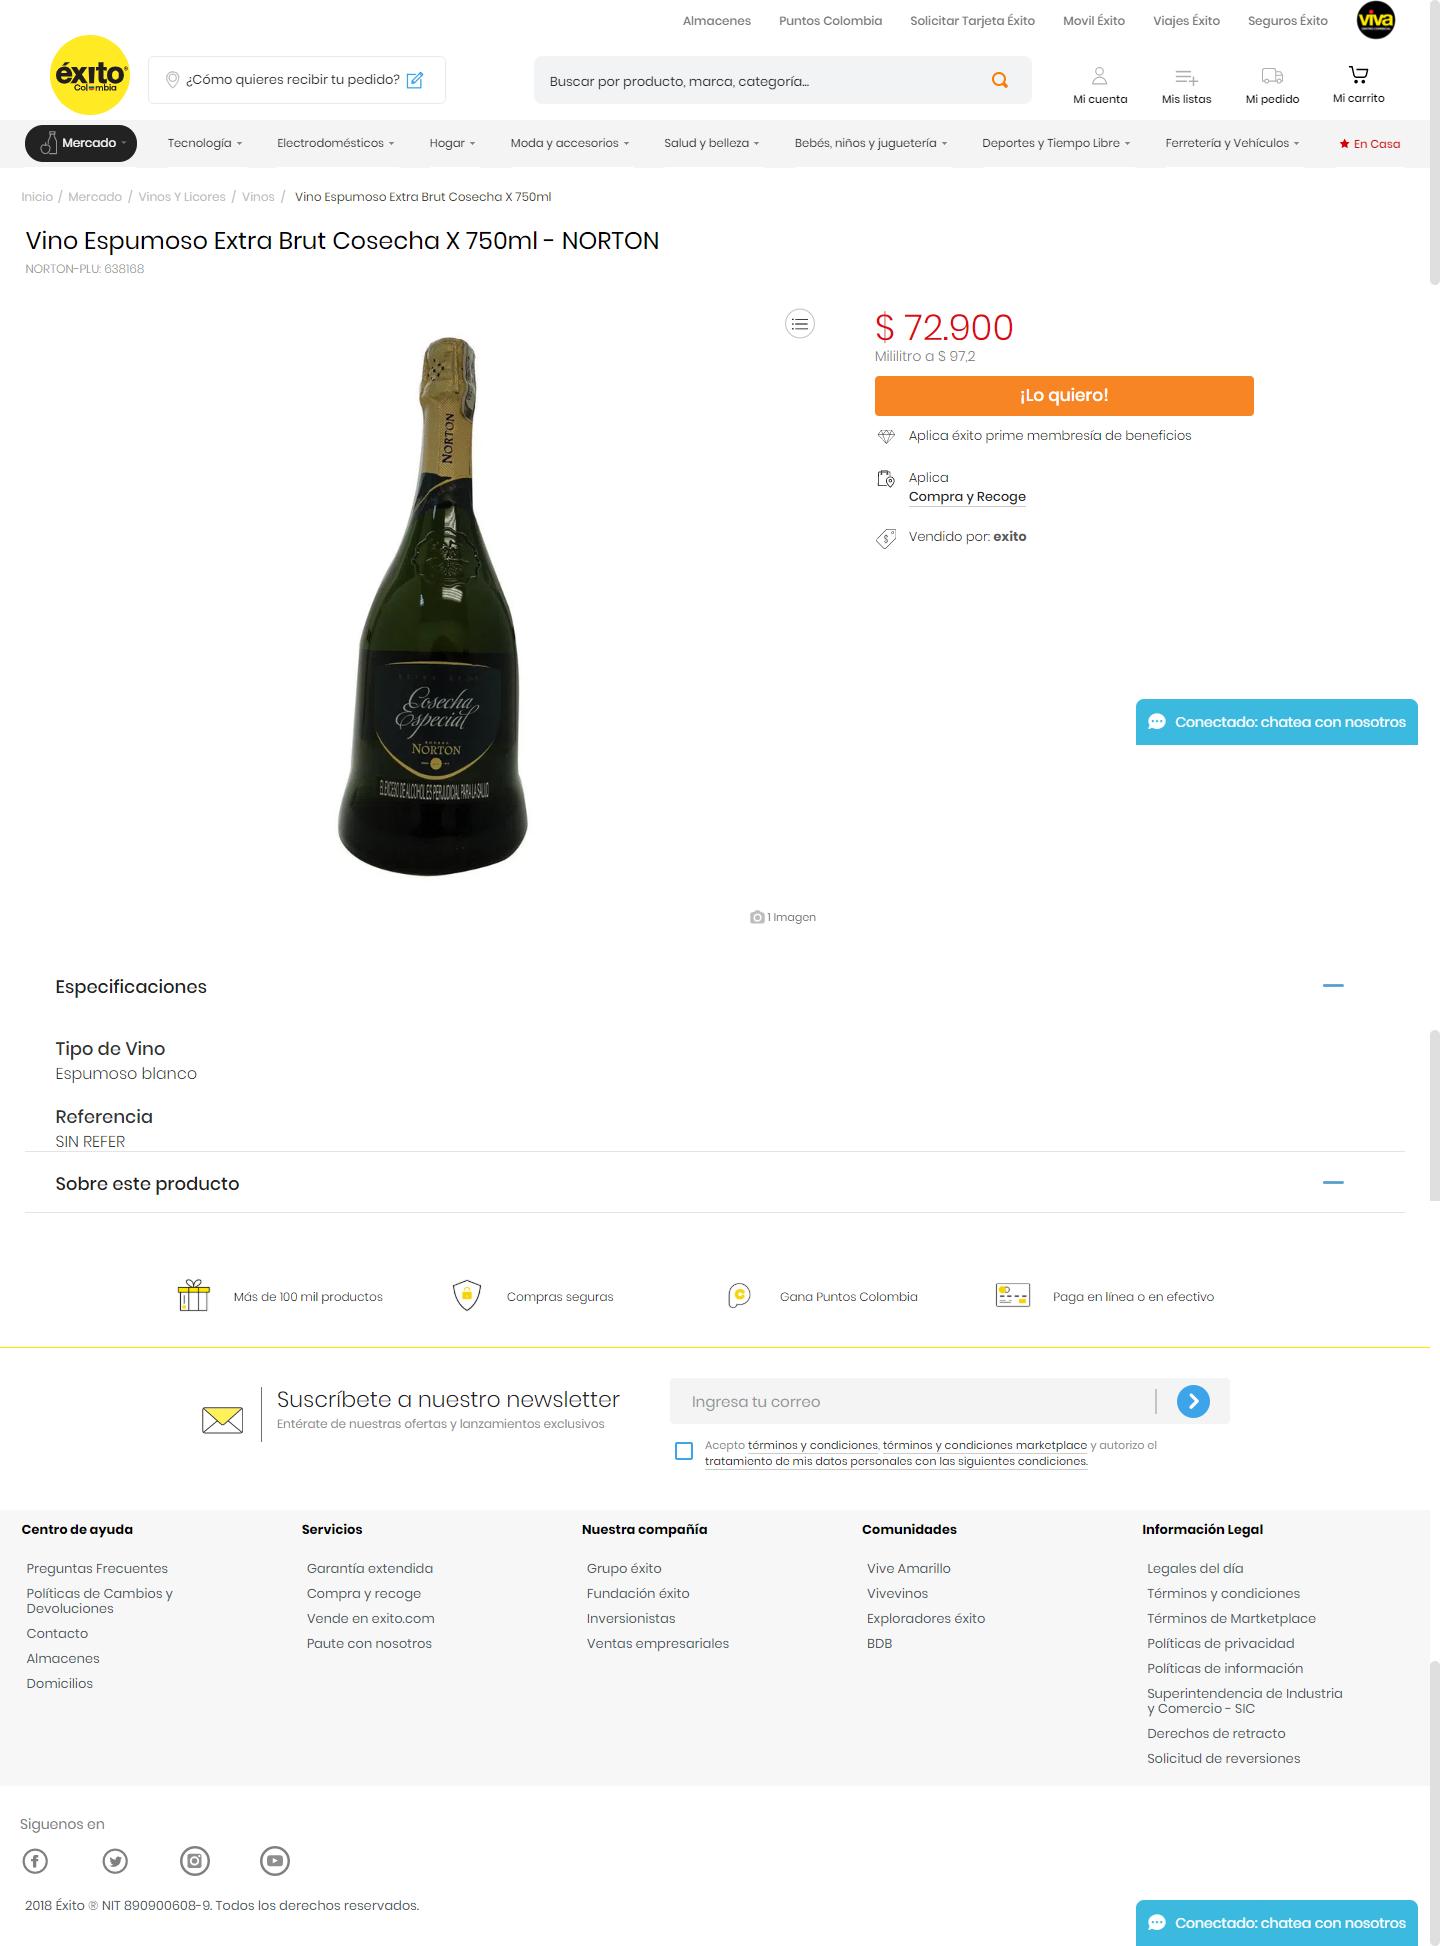 Almacenes Puntos Colombia Solicitar Tarjeta Éxito Movil Éxito Viajes Éxito Seguros Éxito viva
éxito
Colombia
¿Cómo quieres recibir tu pedido?
Buscar por producto, marca, categoría...
Mi cuenta Mis listas Mi pedido Mi carrito
Mercado Tecnología Electrodomésticos Hogar Moda y accesorios Salud y belleza Bebés, niños y juguetería Deportes y Tiempo Libre Ferretería y Vehículos En Casa
Inicio / Mercado / Vinos Y Licores / Vinos / Vino Espumoso Extra Brut Cosecha X 750ml
Vino Espumoso Extra Brut Cosecha X 750ml - NORTON
NORTON-PLU: 638168
$ 72.900
Mililitro a $ 97,2
¡Lo quiero!
Aplica éxito prime membresía de beneficios
Aplica
Compra y Recoge
Vendido por: exito
NORTON
Cosecha
Especial
NORTON
EL EXCESO DE ALCOHOL ES PERJUDICIAL PARA LA SALUD
Conectado: chatea con nosotros
1 Imagen
Especificaciones
Tipo de Vino
Espumoso blanco
Referencia
SIN REFER
Sobre este producto
Más de 100 mil productos
Compras seguras
Gana Puntos Colombia
Paga en línea o en efectivo
Suscríbete a nuestro newsletter
Entérate de nuestras ofertas y lanzamientos exclusivos
Ingresa tu correo
Acepto términos y condiciones, términos y condiciones marketplace y autorizo el
tratamiento de mis datos personales con las siguientes condiciones.
Centro de ayuda
Preguntas Frecuentes
Políticas de Cambios y
Devoluciones
Contacto
Almacenes
Domicilios
Servicios
Garantía extendida
Compra y recoge
Vende en exito.com
Paute con nosotros
Nuestra compañía
Grupo éxito
Fundación éxito
Inversionistas
Ventas empresariales
Comunidades
Vive Amarillo
Vivevinos
Exploradores éxito
BDB
Información Legal
Legales del día
Términos y condiciones
Términos de Martketplace
Políticas de privacidad
Políticas de información
Superintendencia de Industria
y Comercio - SIC
Derechos de retracto
Solicitud de reversiones
Siguenos en
2018 Éxito ® NIT 890900608-9. Todos los derechos reservados.
Conectado: chatea con nosotros